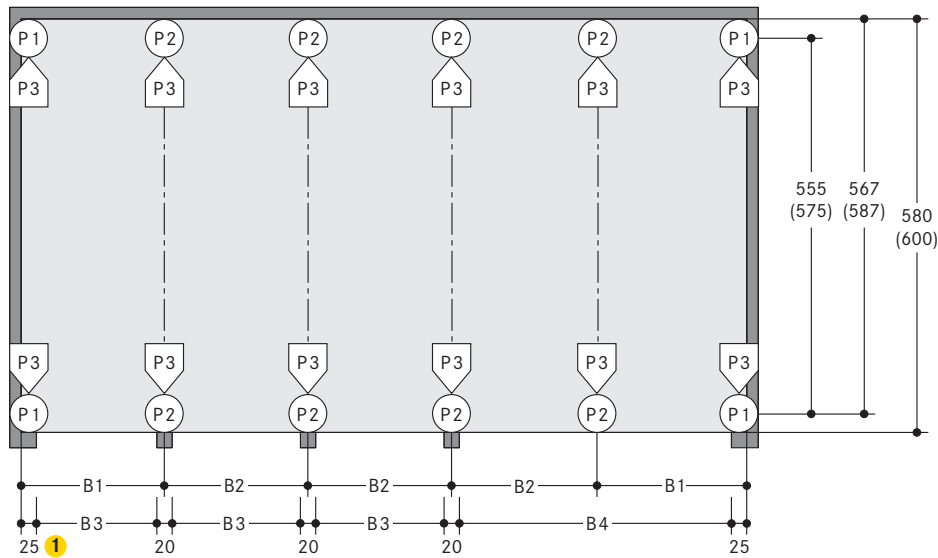 P1 P2 P2 P2 P2 P1
P3 P3 P3 P3 P3 P3
555 567
(575) (587) 580
(600)
P3 P3 P3 P3 P3 P3
P1 P2 P2 P2 P2 P1
B1 B2 B2 B2 B1
B3 B3 B3 B4
25 1 20 20 20 25